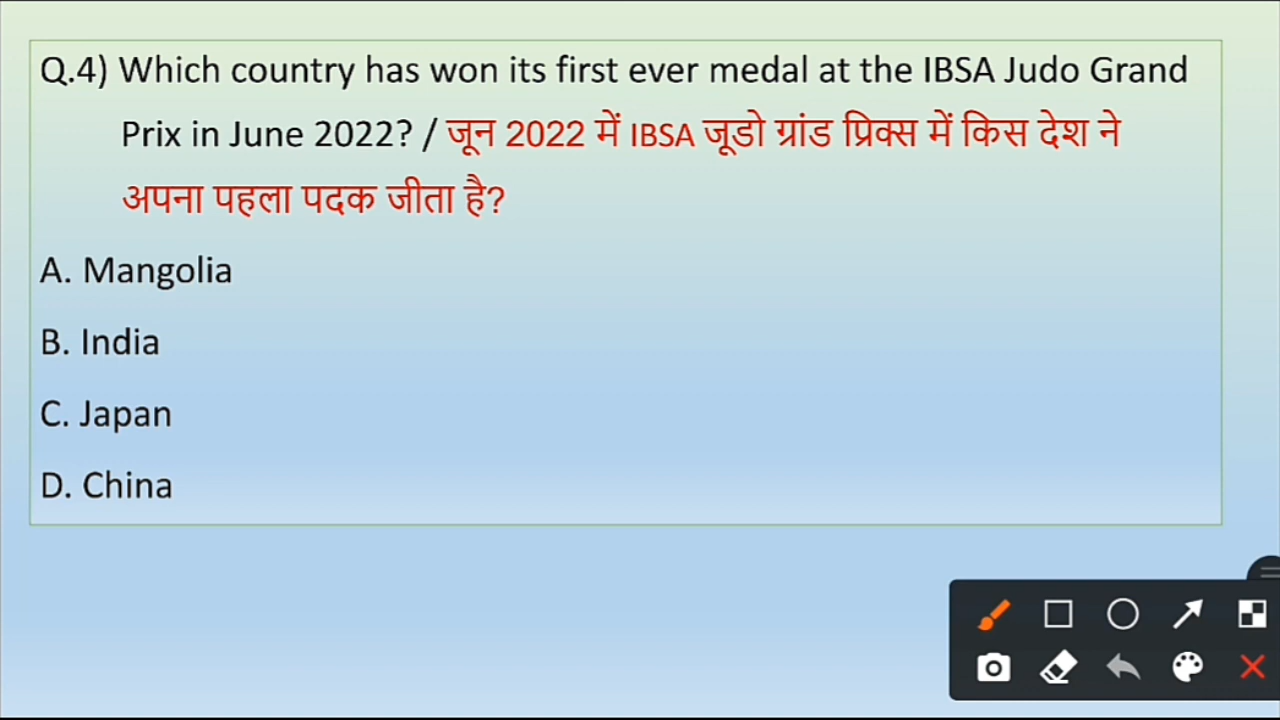 Q.4) Which country has won its first ever medal at the IBSA Judo Grand
Prix in June 2022? / जून 2022 में IBSA जूडो ग्रांड प्रिक्स में किस देश ने
अपना पहला पदक जीता है?
A. Mangolia
B. India
C. Japan
D. China